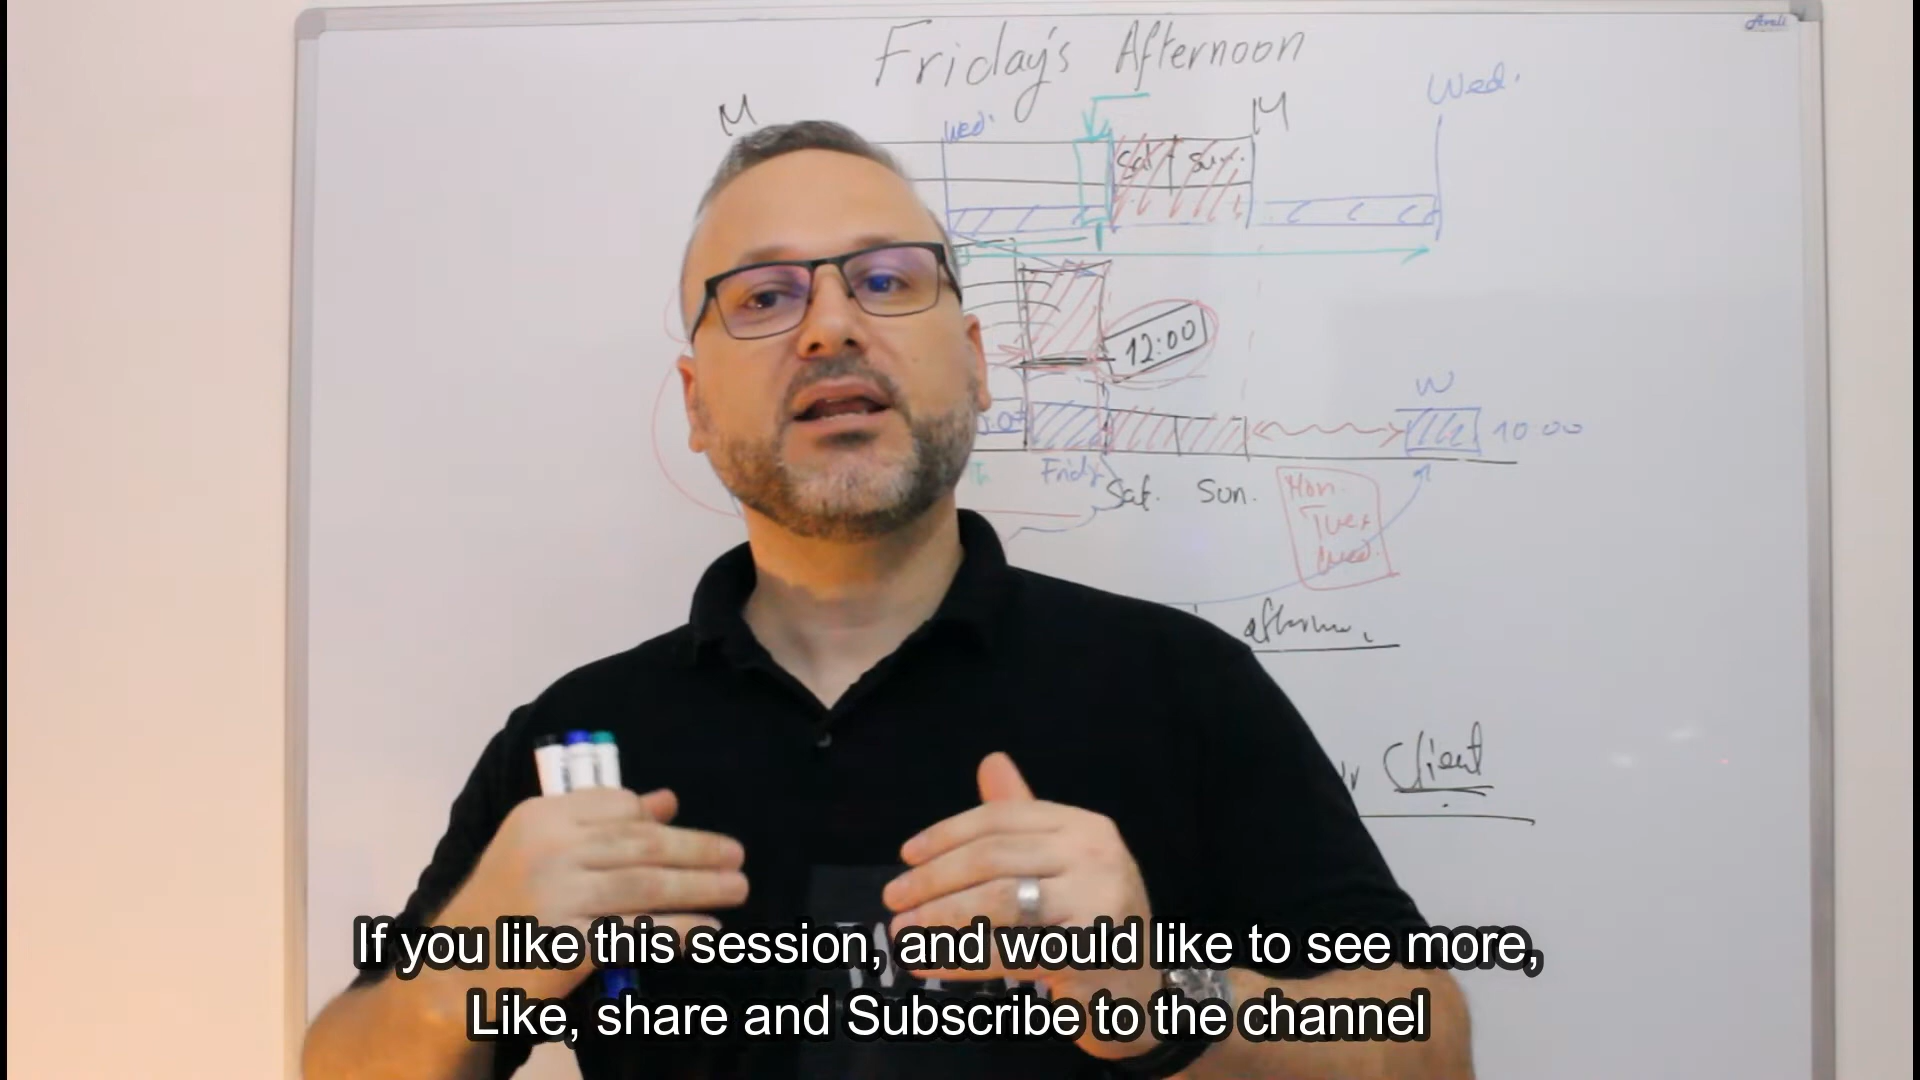 Friday's Afternoon
M
Wed.
M
Wed.
Sat
Sun.
12:00
W
10:00
Th
Friday
Sat.
Sun.
Mon.
Tues
Wed.
Client
If you like this session, and would like to see more,
Like, share and Subscribe to the channel